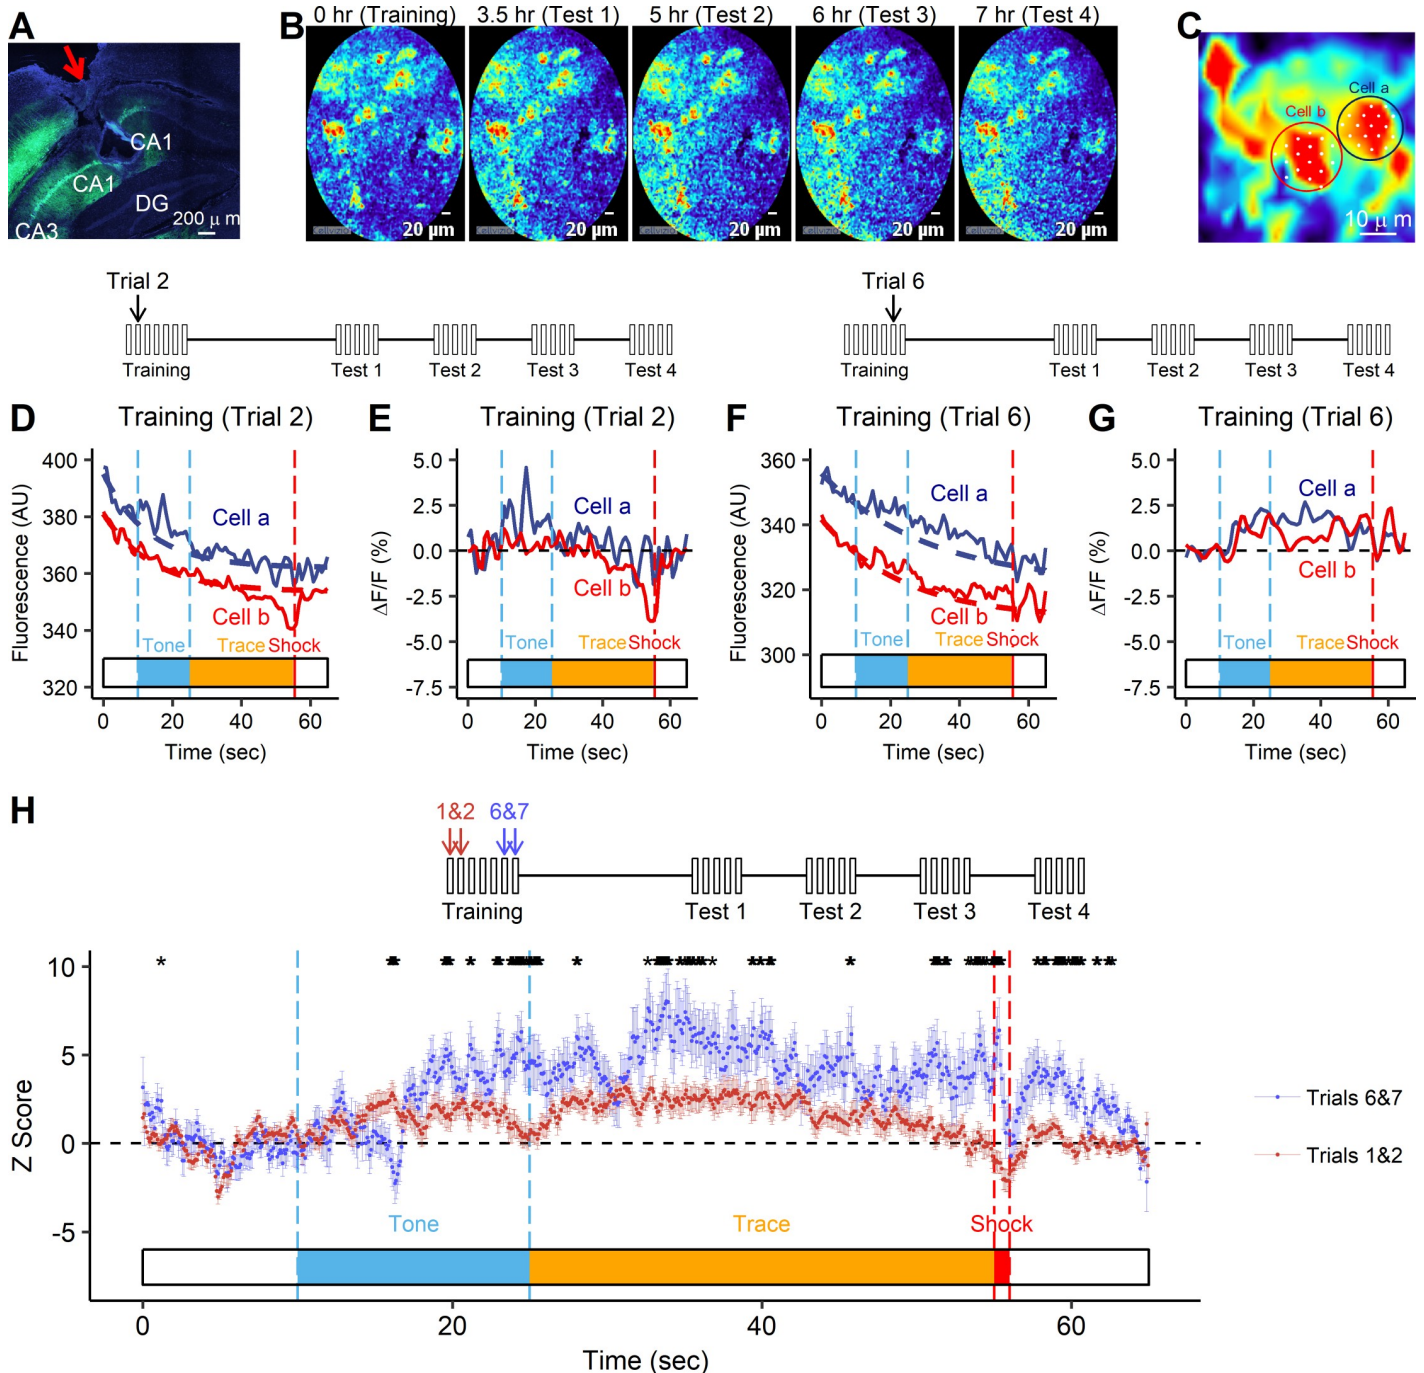 A
CA1
CA1
DG
CA3
200 μ m
B
0 hr (Training)
3.5 hr (Test 1)
5 hr (Test 2)
6 hr (Test 3)
7 hr (Test 4)
Cellvizio
20 µm
20 µm
20 µm
20 µm
20 µm
C
Cell a
Cell b
10 μ m
Trial 2
Training
Test 1
Test 2
Test 3
Test 4
Trial 6
Training
Test 1
Test 2
Test 3
Test 4
D
Training (Trial 2)
Fluorescence (AU)
400
380
360
340
320
Cell a
Cell b
Tone
Trace
Shock
0
20
40
60
Time (sec)
E
Training (Trial 2)
ΔF/F (%)
5.0
2.5
0.0
-2.5
-5.0
-7.5
Cell a
Cell b
Tone
Trace
Shock
0
20
40
60
Time (sec)
F
Training (Trial 6)
Fluorescence (AU)
360
340
320
300
Cell a
Cell b
Tone
Trace
Shock
0
20
40
60
Time (sec)
G
Training (Trial 6)
ΔF/F (%)
5.0
2.5
0.0
-2.5
-5.0
-7.5
Cell a
Cell b
Tone
Trace
Shock
0
20
40
60
Time (sec)
H
1&2
6&7
Training
Test 1
Test 2
Test 3
Test 4
Z Score
10
5
0
-5
Tone
Trace
Shock
0
20
40
60
Time (sec)
Trials 6&7
Trials 1&2